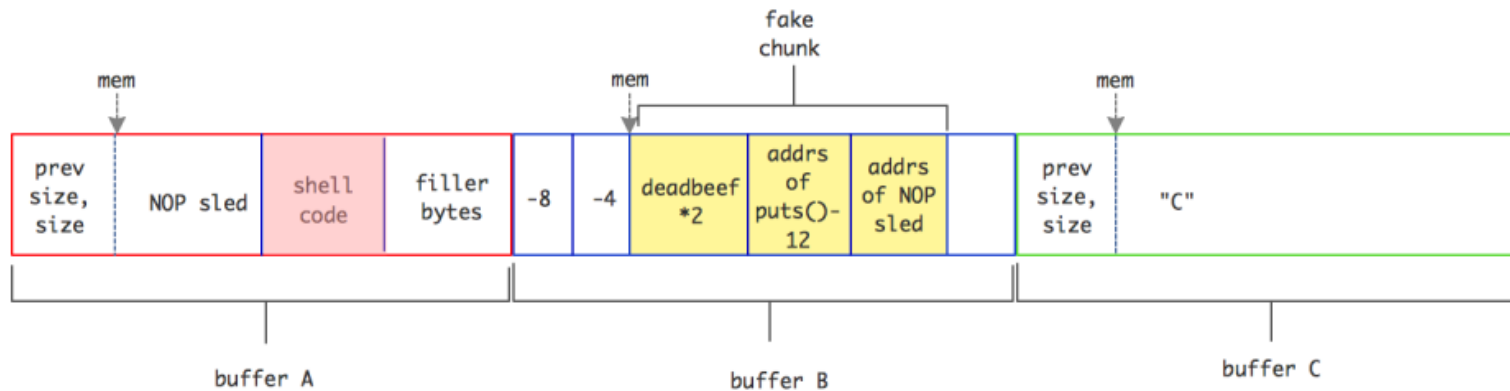 fake
chunk
mem
mem
mem
prev
size,
size
NOP sled
shell
code
filler
bytes
-8
-4
deadbeef
*2
addrs
of
puts()-
12
addrs
of NOP
sled
prev
size,
size
"C"
buffer A
buffer B
buffer C